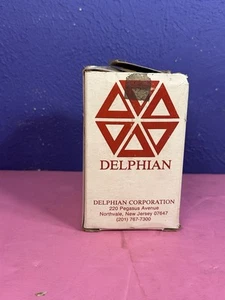 DELPHIAN
DELPHIAN CORPORATION
220 Pegasus Avenue
Northvale, New Jersey 07647
(201) 767-7300